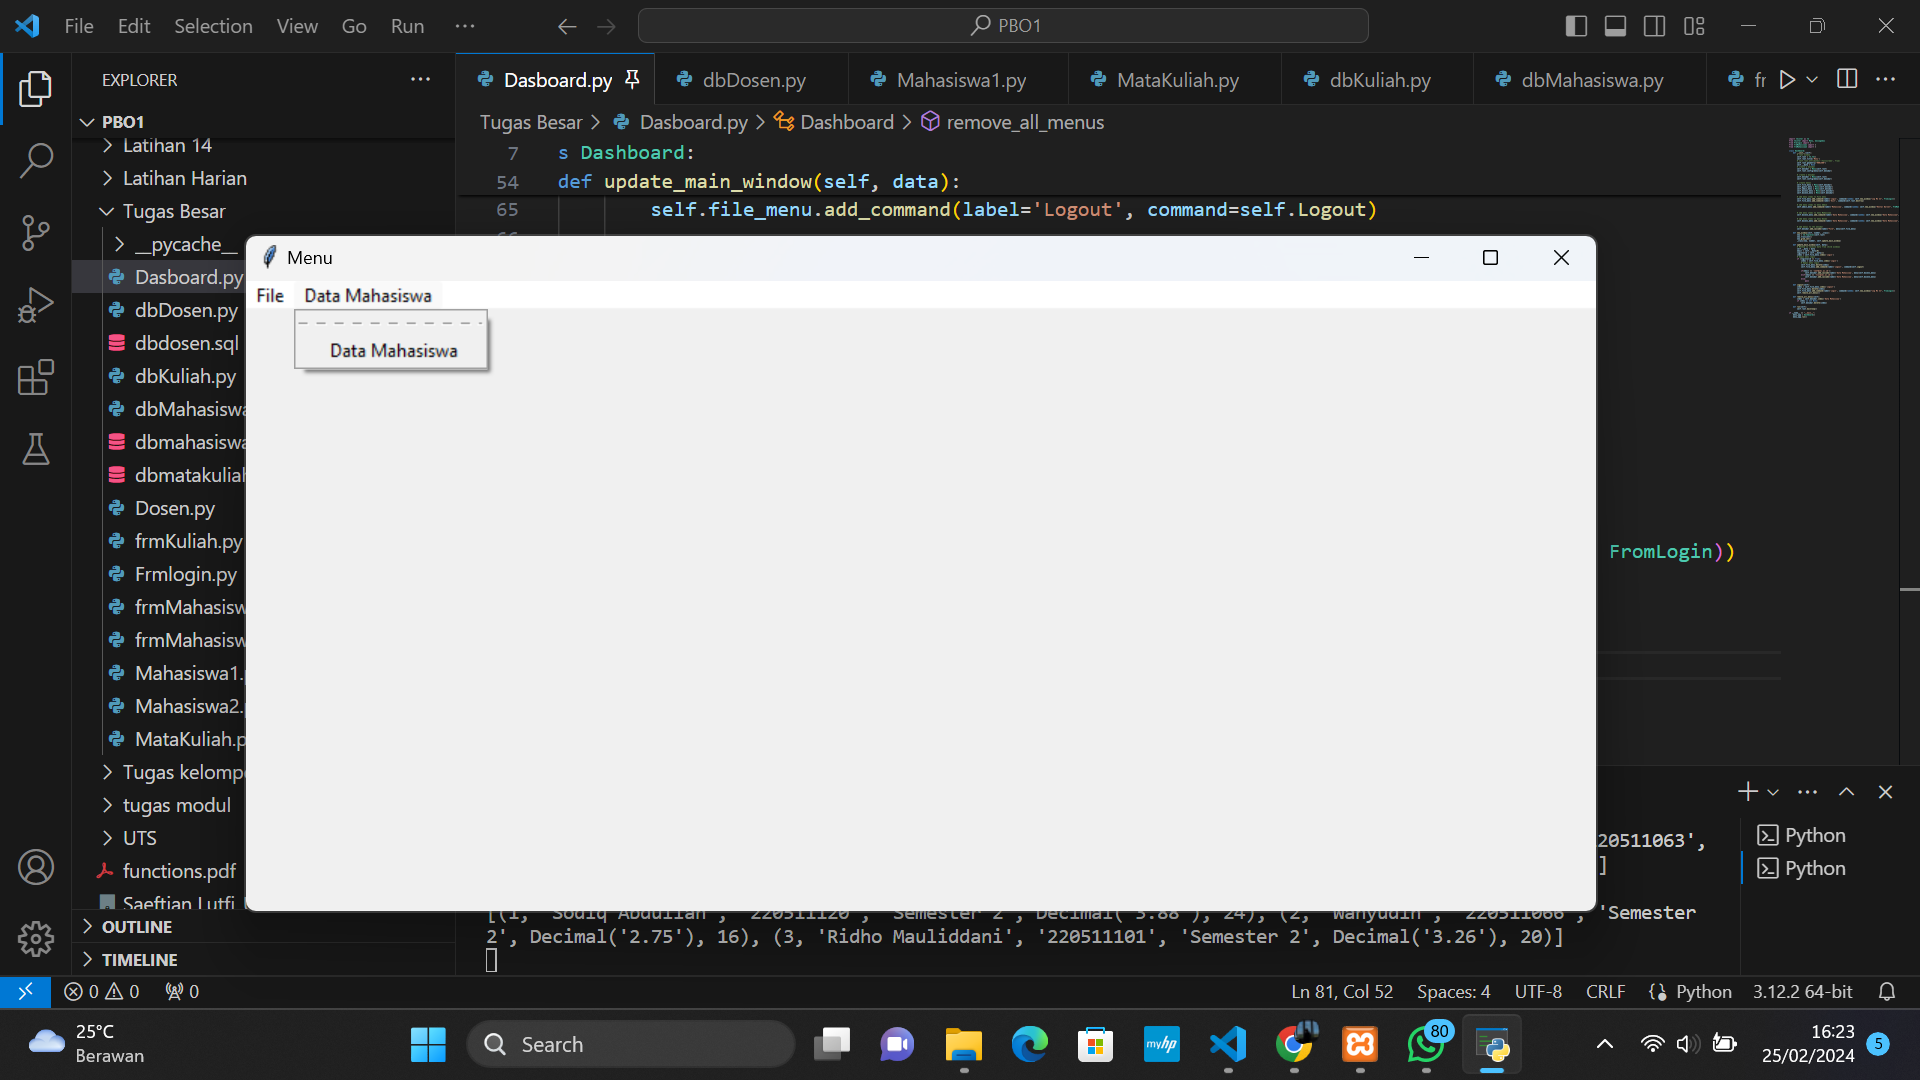 File Edit Selection View Go Run
PBO1
EXPLORER
Dasboard.py dbDosen.py Mahasiswa1.py MataKuliah.py dbKuliah.py dbMahasiswa.py fr
PBO1
Tugas Besar > Dasboard.py > Dashboard > remove_all_menus
Latihan 14
Latihan Harian
Tugas Besar
__pycache__
Dasboard.py
dbDosen.py
dbdosen.sql
dbKuliah.py
dbMahasiswa
dbmahasiswa
dbmatakuliah
Dosen.py
frmKuliah.py
Frmlogin.py
frmMahasisw
frmMahasisw
Mahasiswa1.
Mahasiswa2.
MataKuliah.p
Tugas kelomp
tugas modul
UTS
functions.pdf
Saeftian Lutfi
OUTLINE
TIMELINE
7 s Dashboard:
54 def update_main_window(self, data):
65 self.file_menu.add_command(label='Logout', command=self.Logout)
Menu
File Data Mahasiswa
Data Mahasiswa
FromLogin))
20511063',
]
[(1, 'Sodiq Abdullah', '220511120', 'Semester 2', Decimal('3.88'), 24), (2, 'Wahyudin', '220511066', 'Semester
2', Decimal('2.75'), 16), (3, 'Ridho Mauliddani', '220511101', 'Semester 2', Decimal('3.26'), 20)]
Python
Python
0 0 0
Ln 81, Col 52 Spaces: 4 UTF-8 CRLF Python 3.12.2 64-bit
25°C
Berawan
Search
myhp
80
16:23
25/02/2024
5